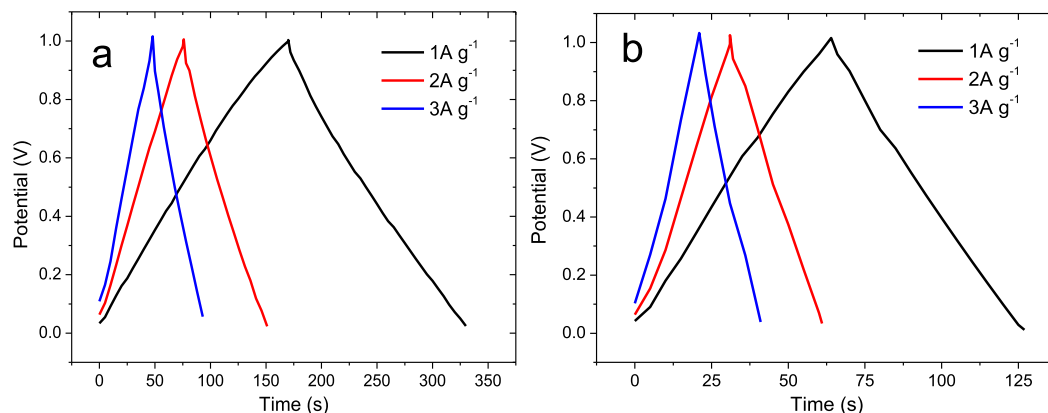 a
1A g⁻¹
2A g⁻¹
3A g⁻¹
Potential (V)
1.0
0.8
0.6
0.4
0.2
0.0
0 50 100 150 200 250 300 350
Time (s)
b
1A g⁻¹
2A g⁻¹
3A g⁻¹
Potential (V)
1.0
0.8
0.6
0.4
0.2
0.0
0 25 50 75 100 125
Time (s)